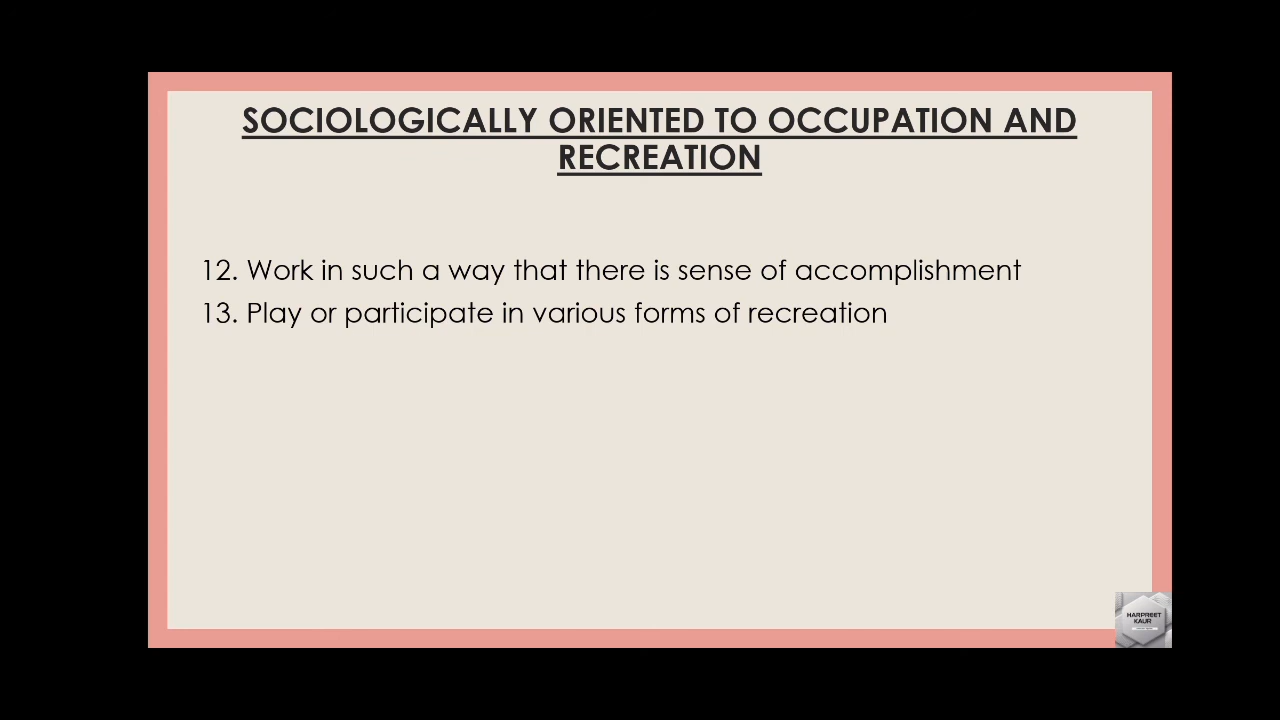 SOCIOLOGICALLY ORIENTED TO OCCUPATION AND
RECREATION
12. Work in such a way that there is sense of accomplishment
13. Play or participate in various forms of recreation
HARPREET
KAUR